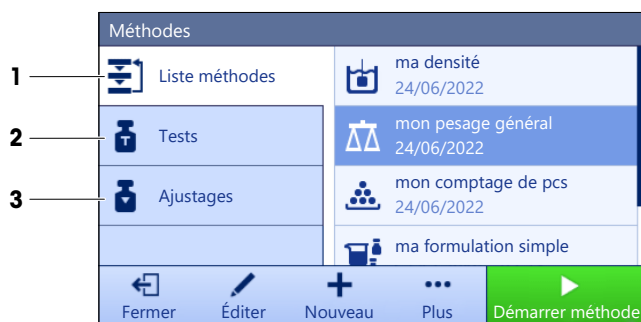 Méthodes
1
Liste méthodes
2
Tests
3
Ajustages
ma densité
24/06/2022
mon pesage général
24/06/2022
mon comptage de pcs
24/06/2022
ma formulation simple
Fermer
Éditer
Nouveau
Plus
Démarrer méthode